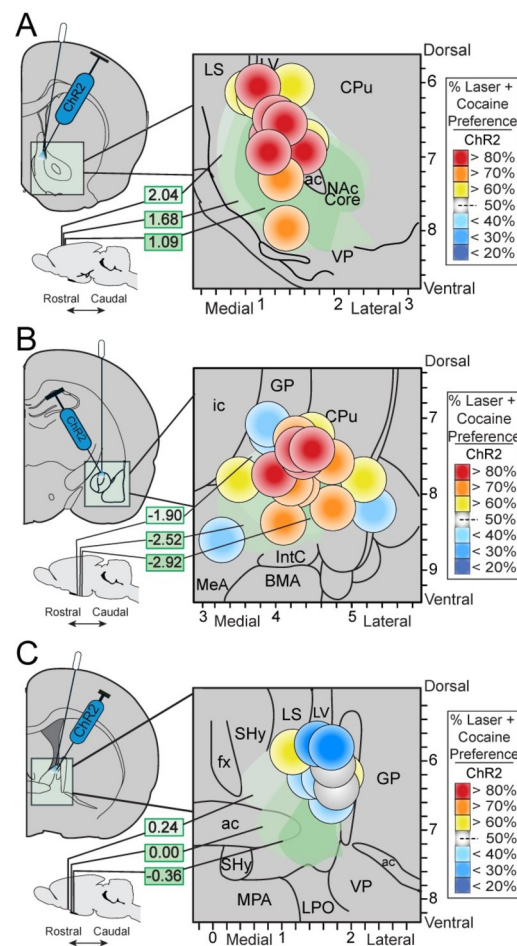 A
ChR2
2.04
1.68
1.09
Rostral Caudal
LS LV
CPu
ac
NAc
Core
VP
Dorsal
6
7
8
Ventral
Medial 1 2 Lateral 3
% Laser +
Cocaine
Preference
ChR2
> 80%
> 70%
> 60%
50%
< 40%
< 30%
< 20%
B
ChR2
-1.90
-2.52
-2.92
Rostral Caudal
ic
GP
CPu
IntC
MeA
BMA
Dorsal
7
8
9
Ventral
3 Medial 4 5 Lateral
% Laser +
Cocaine
Preference
ChR2
> 80%
> 70%
> 60%
50%
< 40%
< 30%
< 20%
C
ChR2
0.24
0.00
-0.36
Rostral Caudal
SHy
LS
LV
fx
GP
ac
SHy
ac
MPA
LPO
VP
Dorsal
6
7
8
Ventral
0 Medial 1 2 Lateral
% Laser +
Cocaine
Preference
ChR2
> 80%
> 70%
> 60%
50%
< 40%
< 30%
< 20%